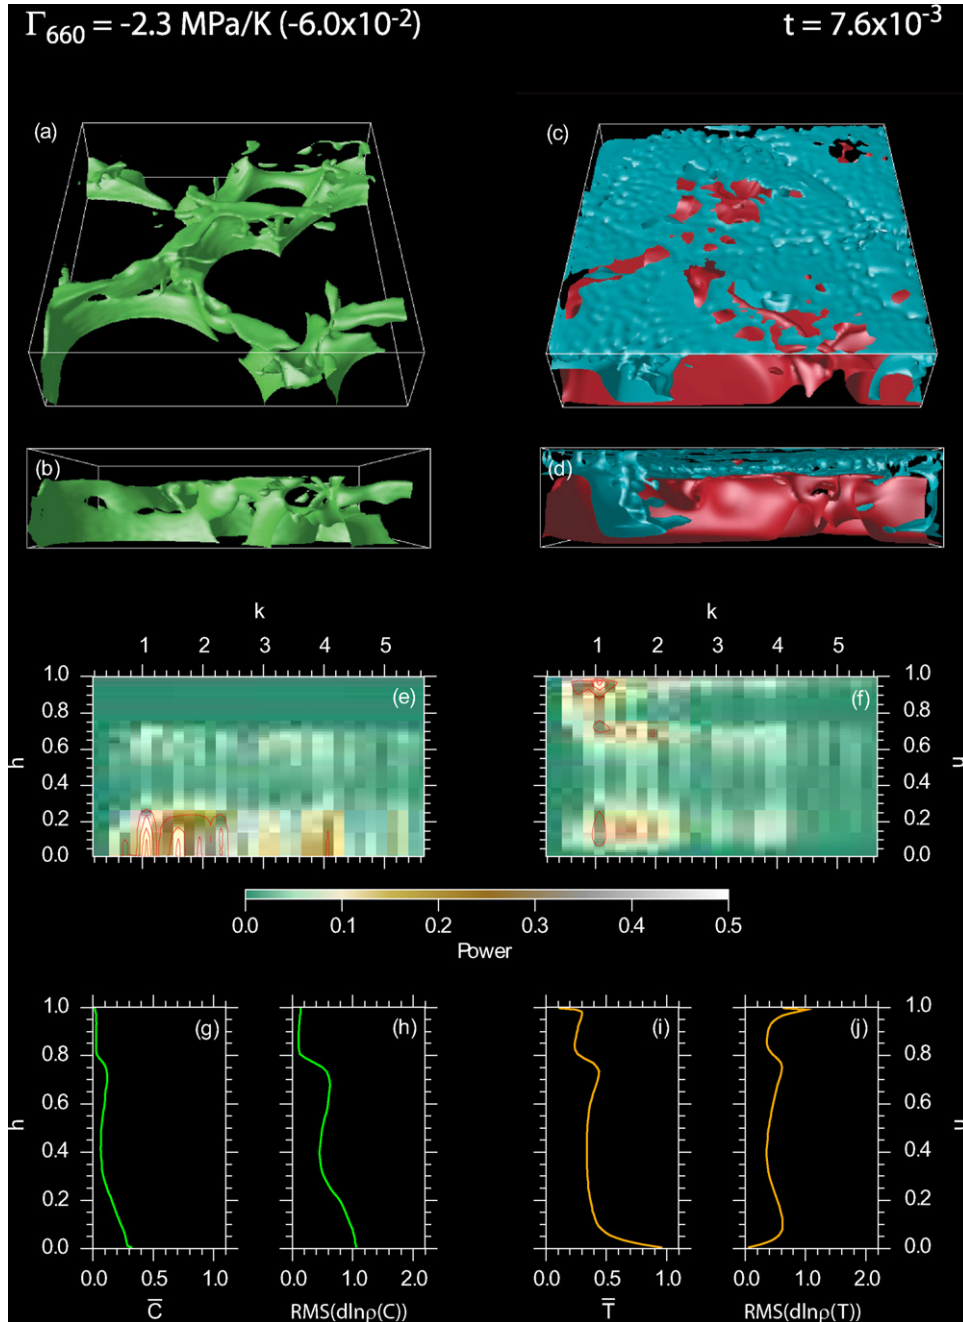 Γ660 = -2.3 MPa/K (-6.0x10-2) t = 7.6x10-3
(a) (c)
(b) (d)
k k
1 2 3 4 5 1 2 3 4 5
1.0 (e) (f) 1.0
0.8 0.8
h 0.6 0.6
0.4 0.4
0.2 0.2
0.0 0.0
0.0 0.1 0.2 0.3 0.4 0.5
Power
1.0 (g) (h) (i) (j) 1.0
0.8 0.8
0.6 0.6
h 0.4 0.4
0.2 0.2
0.0 0.0
0.0 0.5 1.0 0.0 1.0 2.0 0.0 0.5 1.0 0.0 1.0 2.0
C̅ RMS(dlnρ(C)) T̅ RMS(dlnρ(T))